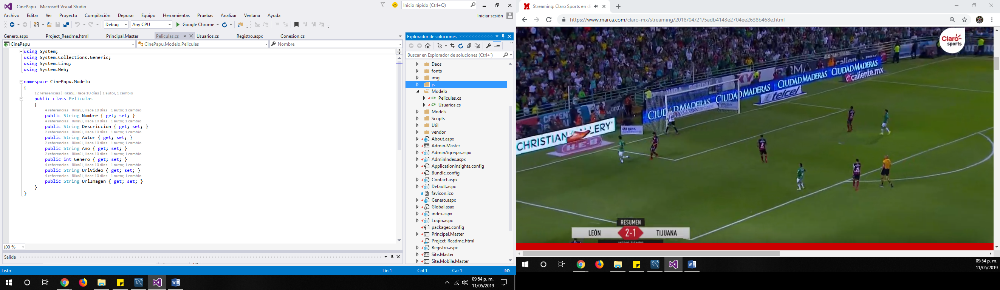 CinePapu - Microsoft Visual Studio
Inicio rápido (Ctrl+Q)
Archivo Editar Ver Proyecto Compilación Depurar Equipo Herramientas Pruebas Analizar Ventana Ayuda
Iniciar sesión
Debug Any CPU Google Chrome
Genero.aspx Project_Readme.html Principal.Master Peliculas.cs Usuarios.cs Registro.aspx Conexion.cs
CinePapu CinePapu.Modelo.Peliculas Nombre
using System;
using System.Collections.Generic;
using System.Linq;
using System.Web;
namespace CinePapu.Modelo
{
12 referencias | RikaSJ, Hace 10 días | 1 autor, 1 cambio
public class Peliculas
{
4 referencias | RikaSJ, Hace 10 días | 1 autor, 1 cambio
public String Nombre { get; set; }
4 referencias | RikaSJ, Hace 10 días | 1 autor, 1 cambio
public String Descriccion { get; set; }
2 referencias | RikaSJ, Hace 10 días | 1 autor, 1 cambio
public String Autor { get; set; }
2 referencias | RikaSJ, Hace 10 días | 1 autor, 1 cambio
public String Ano { get; set; }
2 referencias | RikaSJ, Hace 10 días | 1 autor, 1 cambio
public int Genero { get; set; }
4 referencias | RikaSJ, Hace 10 días | 1 autor, 1 cambio
public String UrlVideo { get; set; }
4 referencias | RikaSJ, Hace 10 días | 1 autor, 1 cambio
public String UrlImagen { get; set; }
}
}
100 %
Salida
Listo
Lín 1 Col 1 Car 1 INS
Explorador de soluciones
Buscar en Explorador de soluciones (Ctrl+´)
Daos
fonts
img
js
Modelo
Peliculas.cs
Usuarios.cs
Models
Scripts
Util
vendor
About.aspx
Admin.Master
AdminAgregar.aspx
AdminIndex.aspx
ApplicationInsights.config
Bundle.config
Contact.aspx
Default.aspx
favicon.ico
Genero.aspx
Global.asax
index.aspx
Login.aspx
packages.config
Principal.Master
Project_Readme.html
Registro.aspx
Site.Master
Site.Mobile.Master
09:54 p. m.
11/05/2019
Streaming: Claro Sports en d
https://www.marca.com/claro-mx/streaming/2018/04/21/5adb4143e2704ee2638b468e.html
Claro-
sports
CIUDAD MADERAS CIUDAD MADERAS CIUDAD MADERAS CIUDAD MADERAS
caliente.mx
telcel
CHRISTIAN GALLERY
H-E-B
RESUMEN
LEÓN 2-1 TIJUANA
09:54 p. m.
11/05/2019